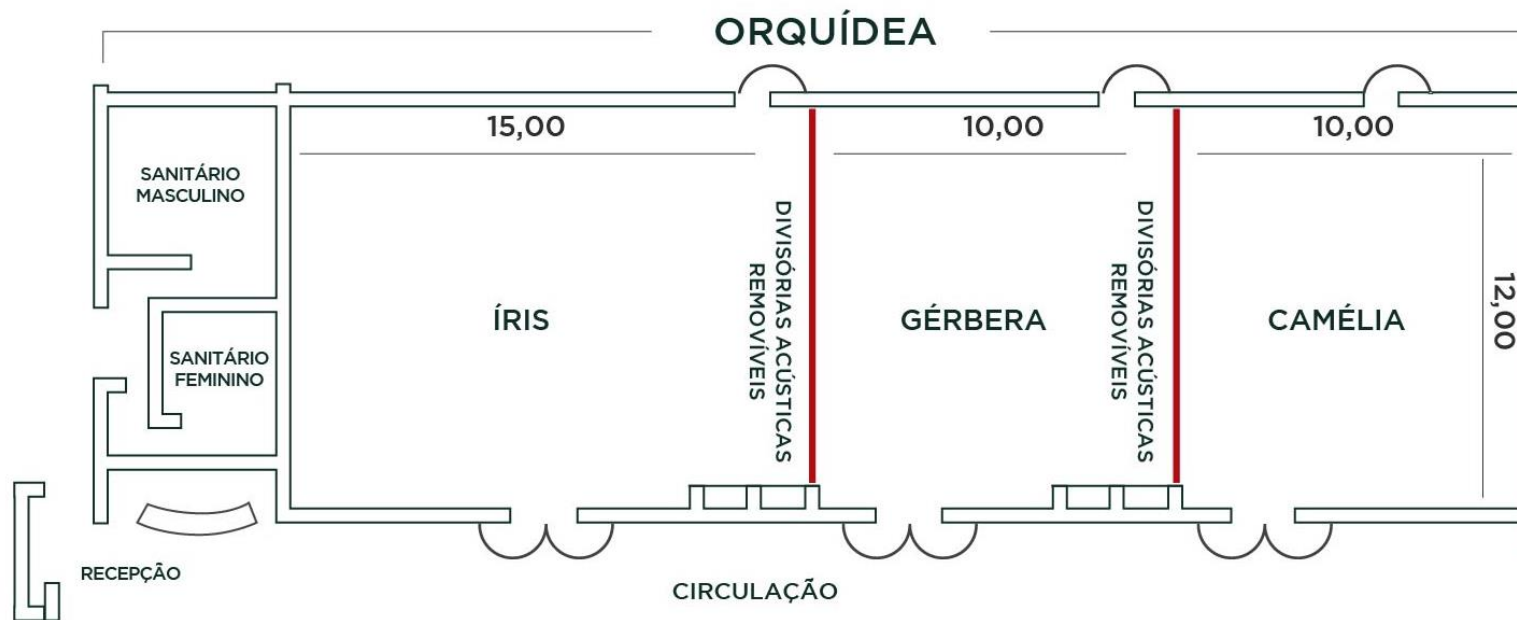 ORQUÍDEA
15,00
10,00
10,00
SANITÁRIO
MASCULINO
DIVISÓRIAS ACÚSTICAS
REMOVÍVEIS
DIVISÓRIAS ACÚSTICAS
REMOVÍVEIS
12,00
ÍRIS
GÉRBERA
CAMÉLIA
SANITÁRIO
FEMININO
RECEPÇÃO
CIRCULAÇÃO